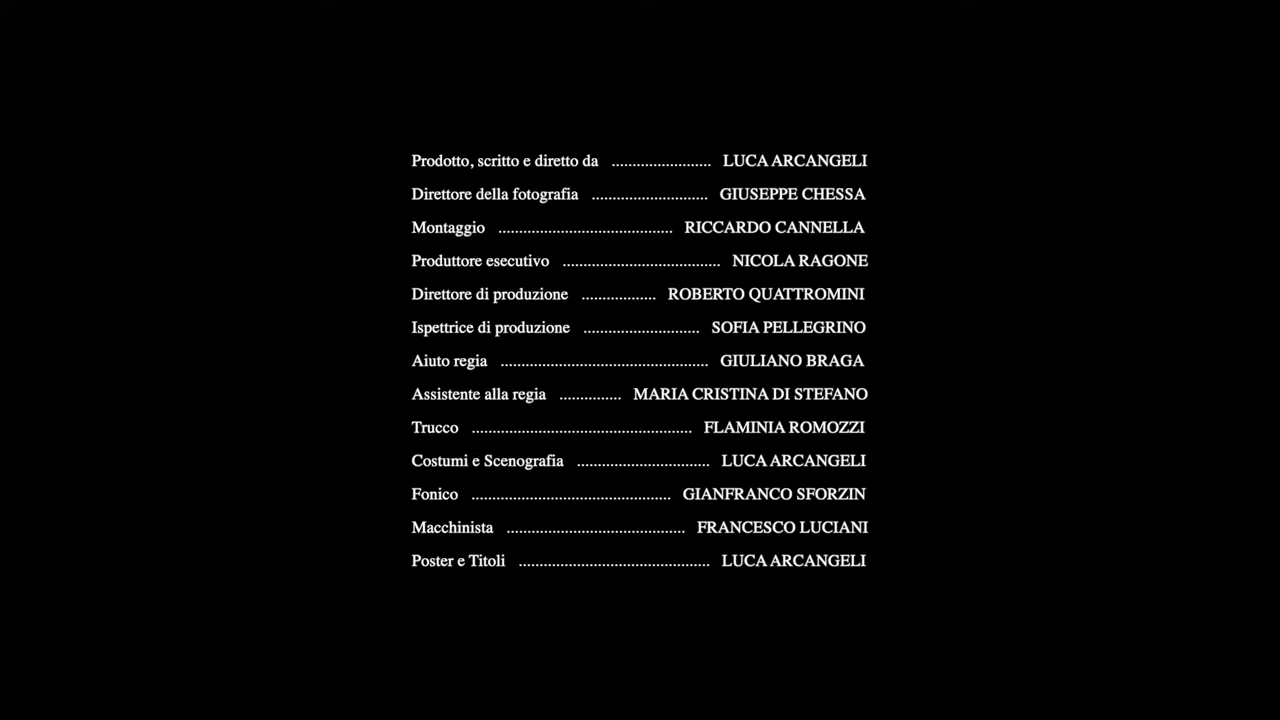 Prodotto, scritto e diretto da ........................ LUCA ARCANGELI
Direttore della fotografia ............................ GIUSEPPE CHESSA
Montaggio .......................................... RICCARDO CANNELLA
Produttore esecutivo ...................................... NICOLA RAGONE
Direttore di produzione .................. ROBERTO QUATTROMINI
Ispettrice di produzione ............................ SOFIA PELLEGRINO
Aiuto regia .................................................. GIULIANO BRAGA
Assistente alla regia ............... MARIA CRISTINA DI STEFANO
Trucco ..................................................... FLAMINIA ROMOZZI
Costumi e Scenografia ................................ LUCA ARCANGELI
Fonico ................................................ GIANFRANCO SFORZIN
Macchinista ........................................... FRANCESCO LUCIANI
Poster e Titoli .............................................. LUCA ARCANGELI